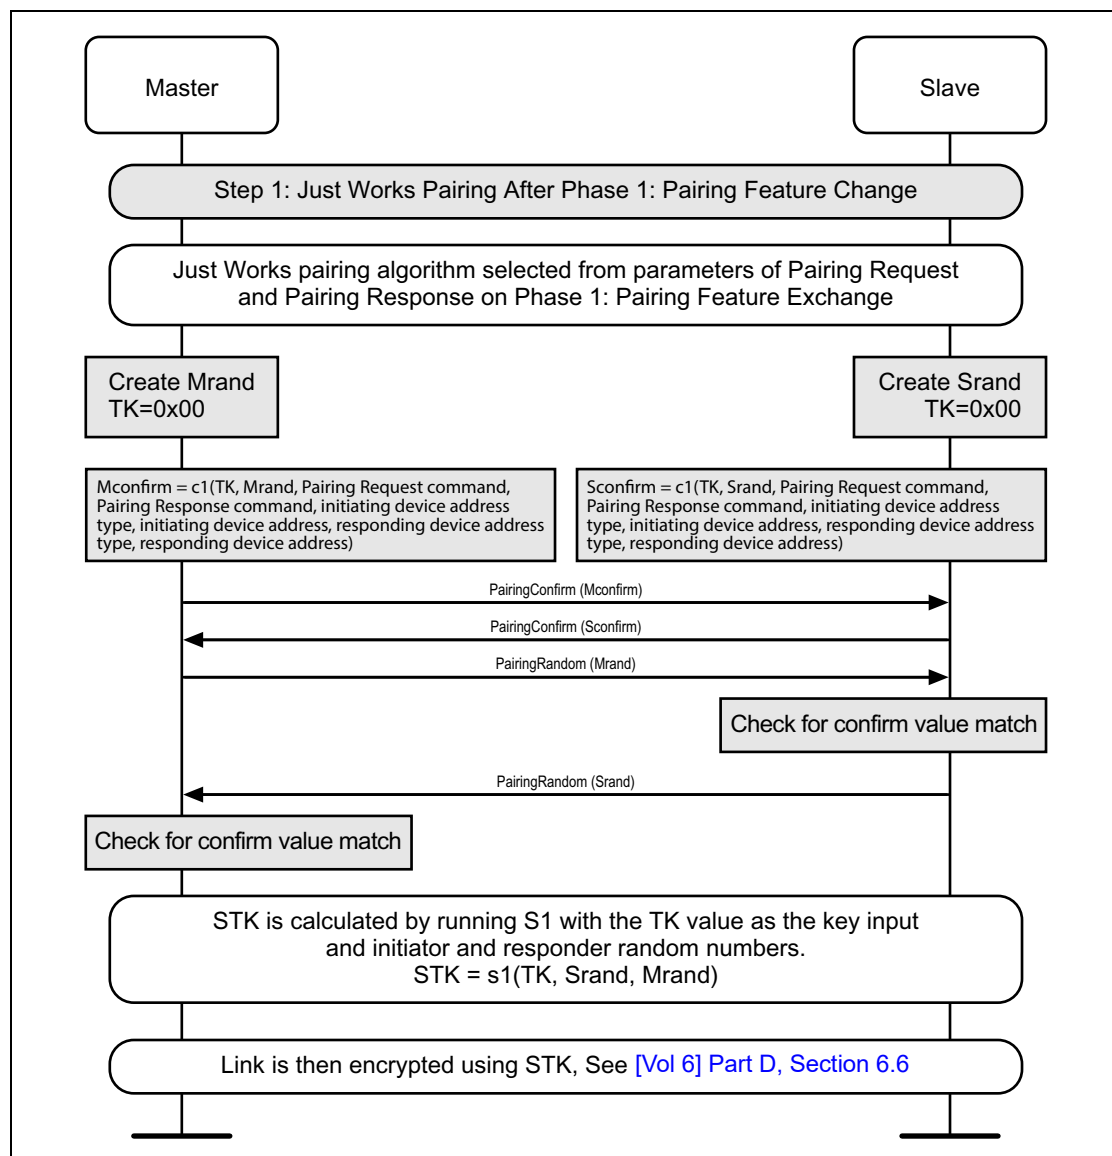 Master
Slave
Step 1: Just Works Pairing After Phase 1: Pairing Feature Change
Just Works pairing algorithm selected from parameters of Pairing Request
and Pairing Response on Phase 1: Pairing Feature Exchange
Create Mrand
TK=0x00
Create Srand
TK=0x00
Mconfirm = c1(TK, Mrand, Pairing Request command,
Pairing Response command, initiating device address
type, initiating device address, responding device address
type, responding device address)
Sconfirm = c1(TK, Srand, Pairing Request command,
Pairing Response command, initiating device address
type, initiating device address, responding device address
type, responding device address)
PairingConfirm (Mconfirm)
PairingConfirm (Sconfirm)
PairingRandom (Mrand)
Check for confirm value match
PairingRandom (Srand)
Check for confirm value match
STK is calculated by running S1 with the TK value as the key input
and initiator and responder random numbers.
STK = s1(TK, Srand, Mrand)
Link is then encrypted using STK, See [Vol 6] Part D, Section 6.6